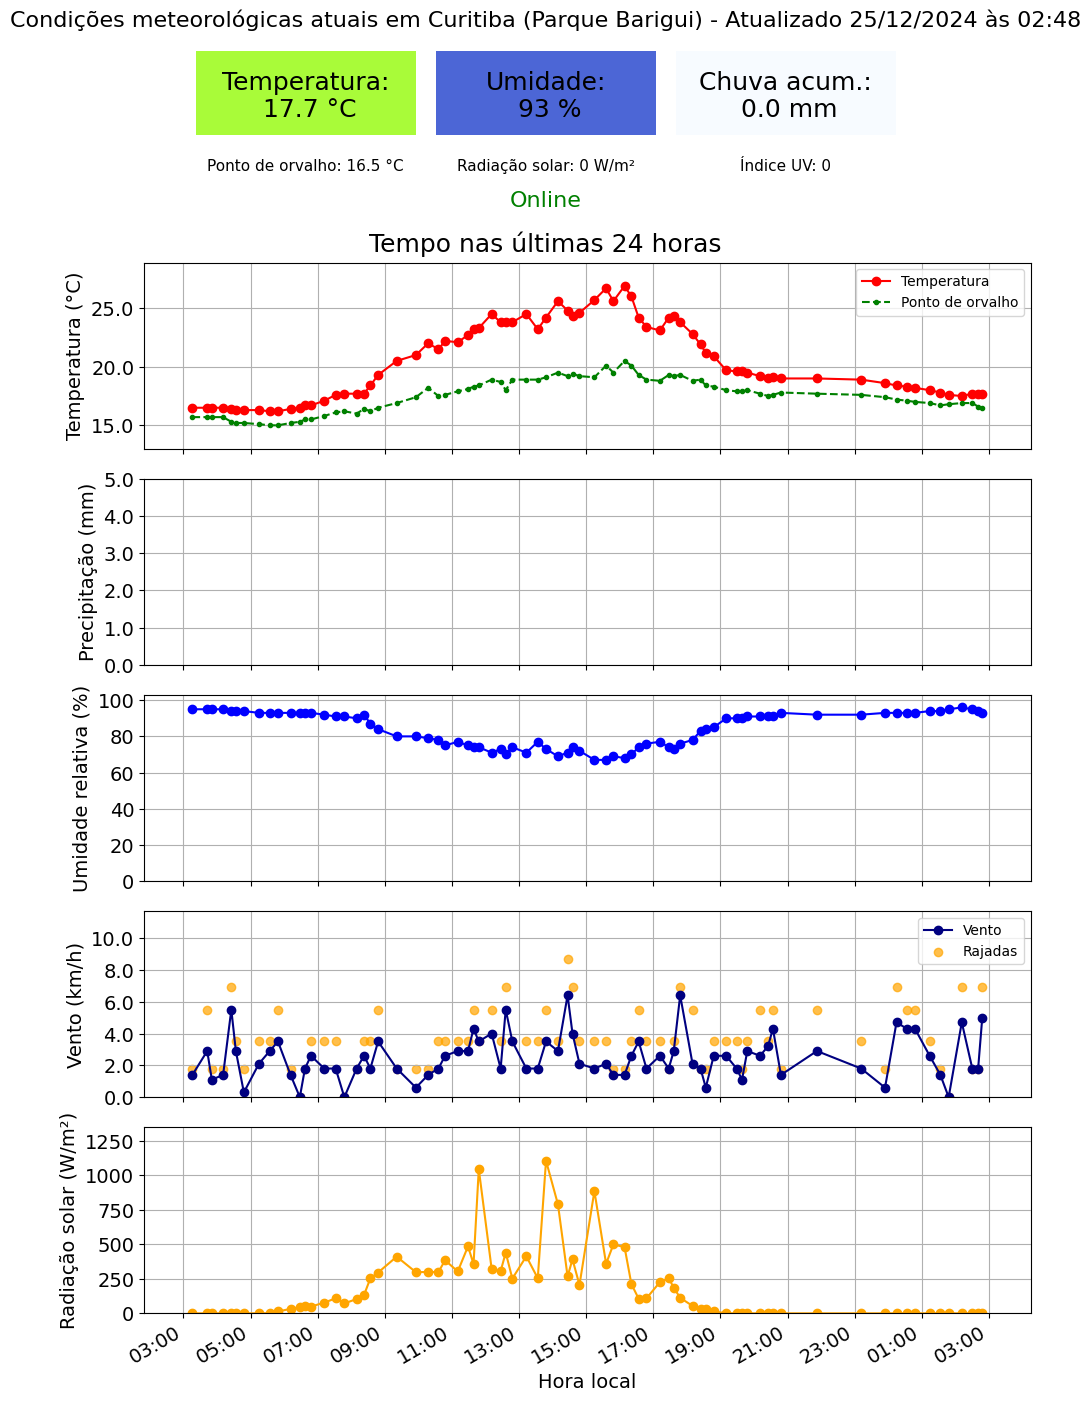 Condições meteorológicas atuais em Curitiba (Parque Barigui) - Atualizado 25/12/2024 às 02:48
Temperatura:
17.7 °C
Umidade:
93 %
Chuva acum.:
0.0 mm
Ponto de orvalho: 16.5 °C
Radiação solar: 0 W/m²
Índice UV: 0
Online
Tempo nas últimas 24 horas
Temperatura (°C)
25.0
20.0
15.0
Temperatura
Ponto de orvalho
Precipitação (mm)
5.0
4.0
3.0
2.0
1.0
0.0
Umidade relativa (%)
100
80
60
40
20
0
Vento (km/h)
10.0
8.0
6.0
4.0
2.0
0.0
Vento
Rajadas
Radiação solar (W/m²)
1250
1000
750
500
250
0
03:00
05:00
07:00
09:00
11:00
13:00
15:00
17:00
19:00
21:00
23:00
01:00
03:00
Hora local